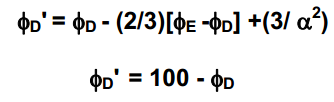 ϕD' = ϕD - (2/3)[ϕE -ϕD] +(3/ α²)
ϕD' = 100 - ϕD